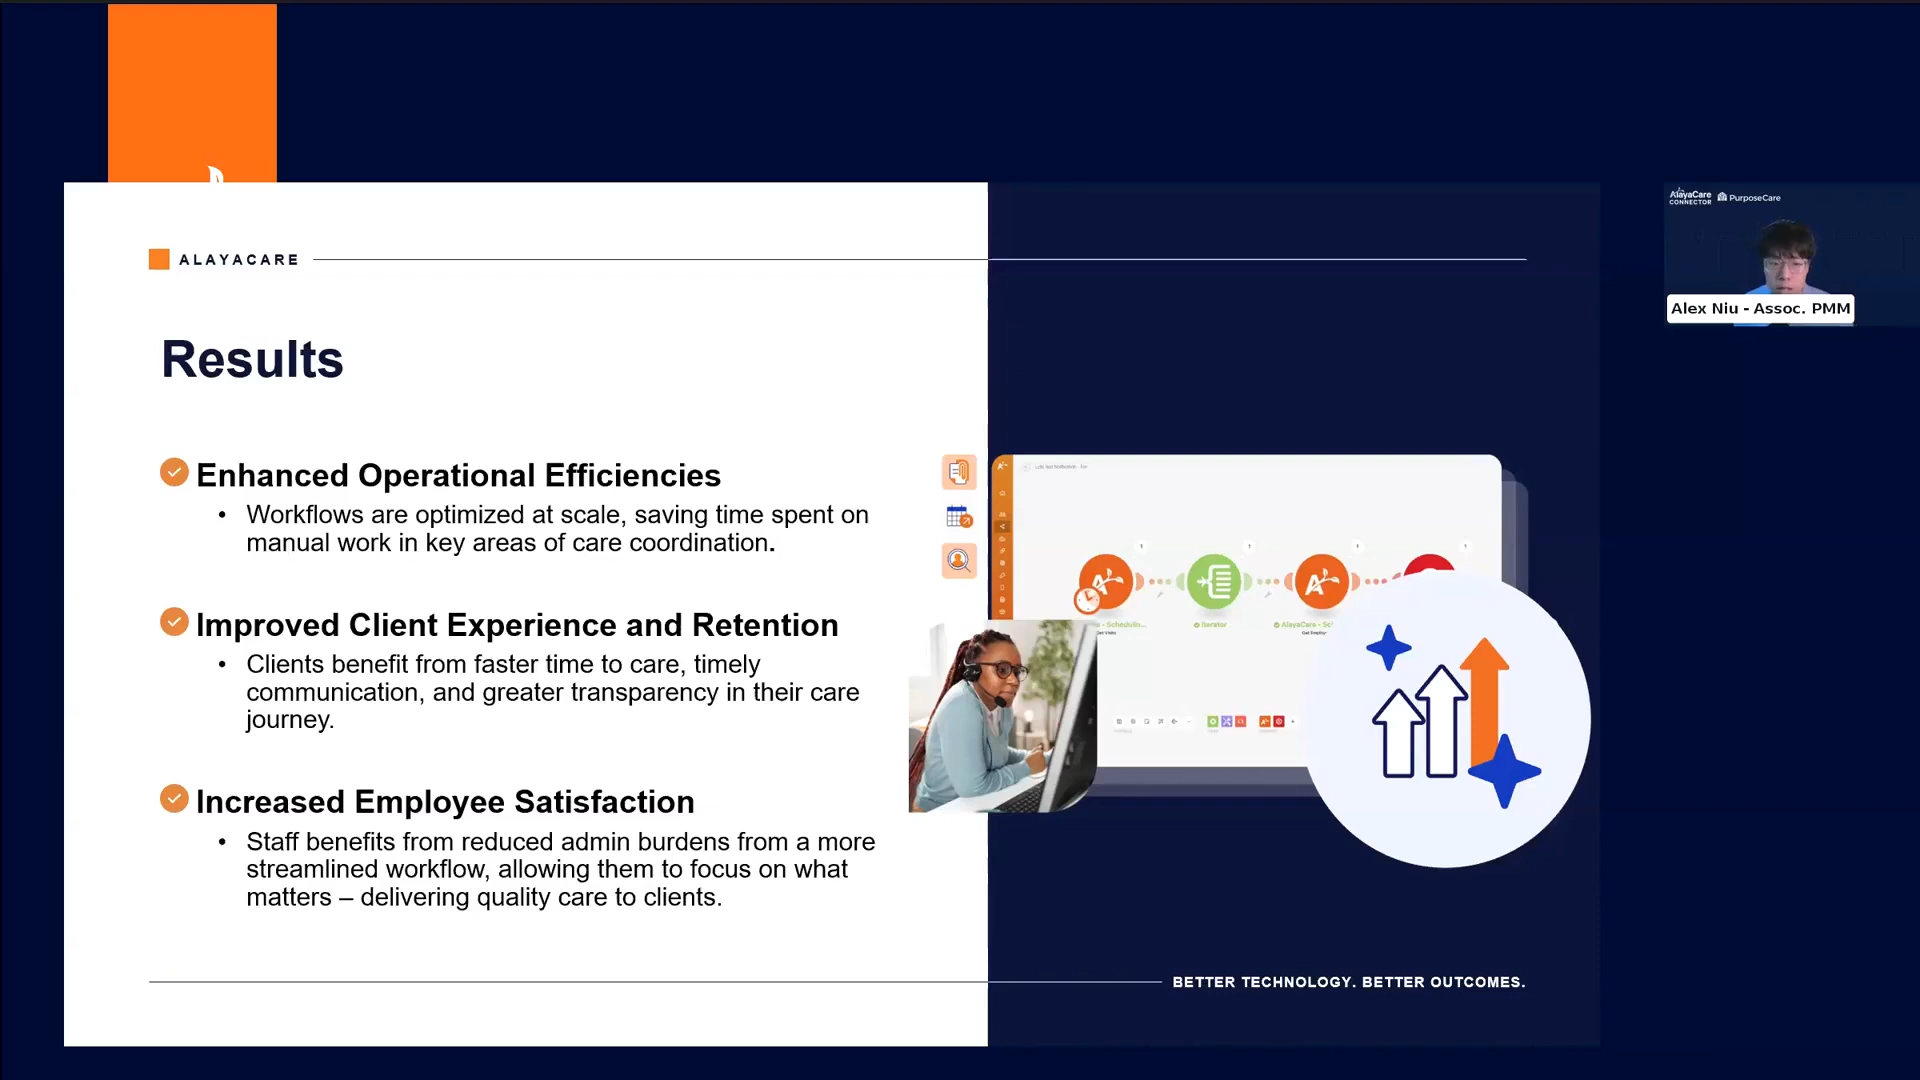 ALAYACARE
Results
Enhanced Operational Efficiencies
• Workflows are optimized at scale, saving time spent on
manual work in key areas of care coordination.
Improved Client Experience and Retention
• Clients benefit from faster time to care, timely
communication, and greater transparency in their care
journey.
Increased Employee Satisfaction
• Staff benefits from reduced admin burdens from a more
streamlined workflow, allowing them to focus on what
matters – delivering quality care to clients.
1
1
1
1
Iterator
BETTER TECHNOLOGY. BETTER OUTCOMES.
AlayaCare
CONNECTOR
PurposeCare
Alex Niu - Assoc. PMM